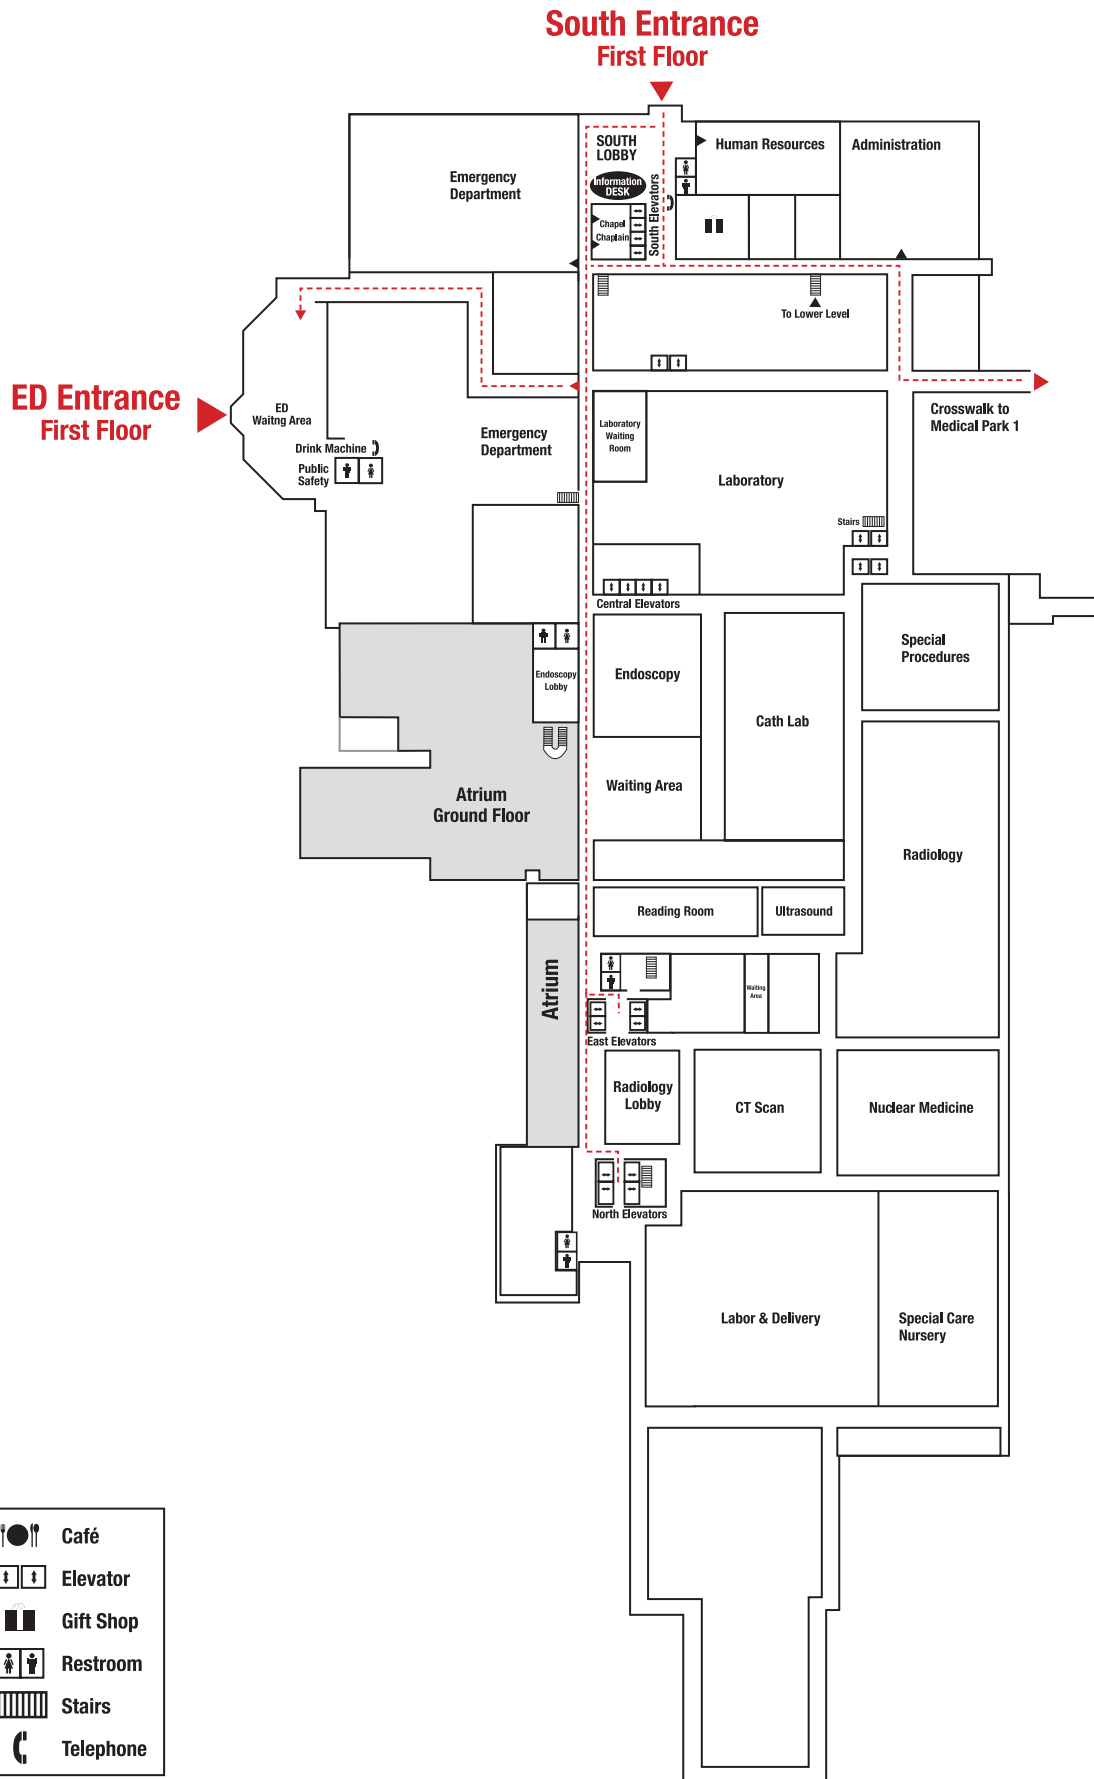 South Entrance
First Floor
SOUTH
LOBBY
Information
DESK
Human Resources
Administration
Emergency
Department
Chapel
Chaplain
South Elevators
To Lower Level
ED Entrance
First Floor
ED
Waitng Area
Drink Machine
Public
Safety
Emergency
Department
Laboratory
Waiting
Room
Laboratory
Crosswalk to
Medical Park 1
Stairs
Central Elevators
Endoscopy
Lobby
Endoscopy
Cath Lab
Special
Procedures
Waiting Area
Atrium
Ground Floor
Radiology
Reading Room
Ultrasound
Atrium
Waiting
Area
East Elevators
Radiology
Lobby
CT Scan
Nuclear Medicine
North Elevators
Labor & Delivery
Special Care
Nursery
Café
Elevator
Gift Shop
Restroom
Stairs
Telephone